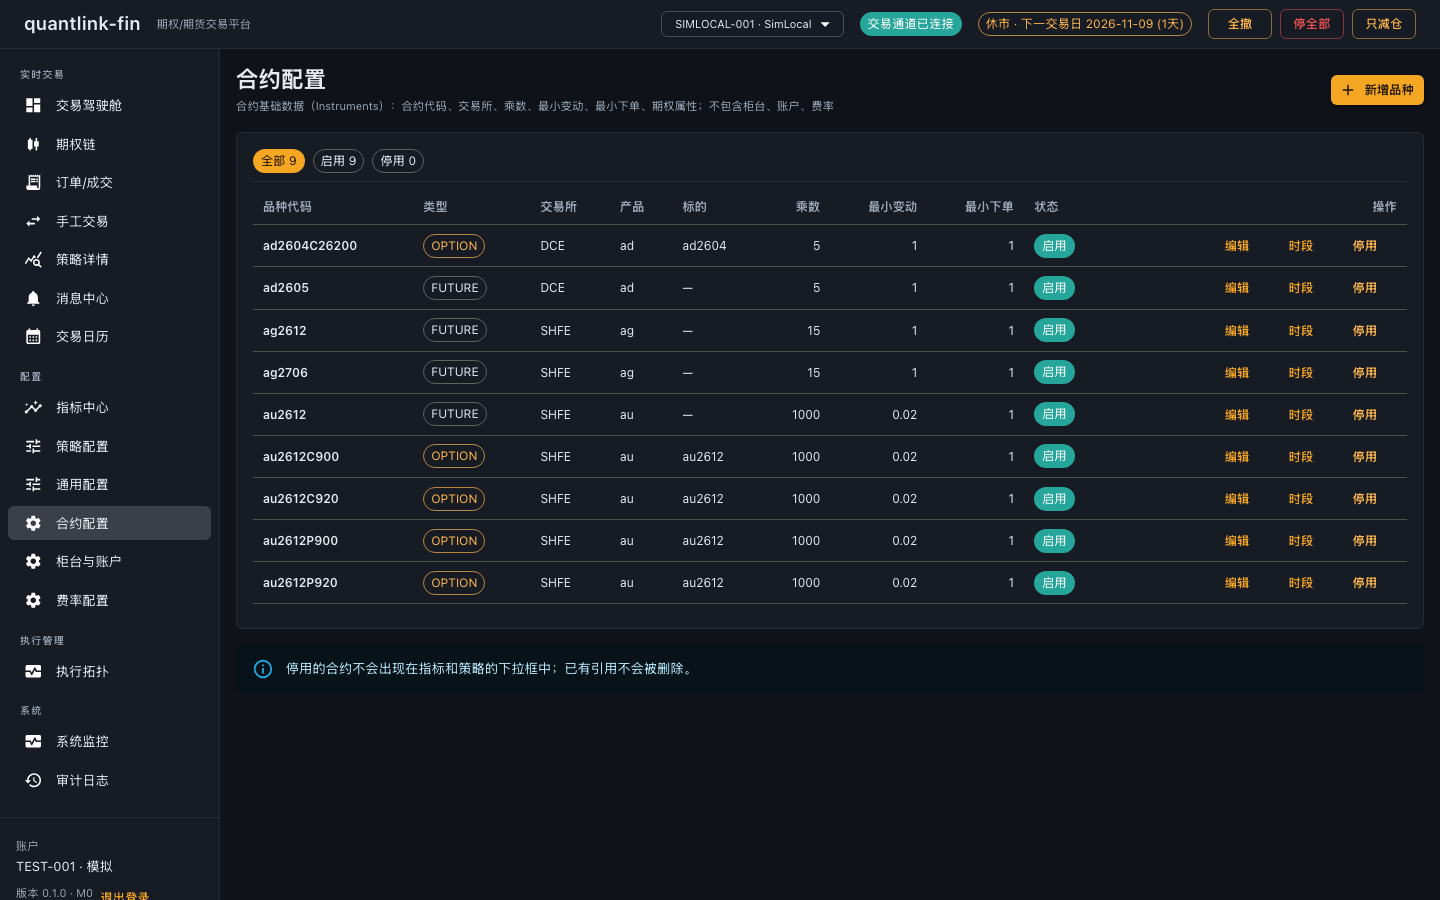 quantlink-fin 期权/期货交易平台 SIMLOCAL-001 · SimLocal 交易通道已连接 休市 · 下一交易日 2026-11-09 (1天) 全撤 停全部 只减仓
实时交易
交易驾驶舱
期权链
订单/成交
手工交易
策略详情
消息中心
交易日历
配置
指标中心
策略配置
通用配置
合约配置
柜台与账户
费率配置
执行管理
执行拓扑
系统
系统监控
审计日志
账户
TEST-001 · 模拟
版本 0.1.0 · M0 退出登录
合约配置
合约基础数据（Instruments）：合约代码、交易所、乘数、最小变动、最小下单、期权属性；不包含柜台、账户、费率
新增品种
全部 9 启用 9 停用 0
品种代码 类型 交易所 产品 标的 乘数 最小变动 最小下单 状态 操作
ad2604C26200 OPTION DCE ad ad2604 5 1 1 启用 编辑 时段 停用
ad2605 FUTURE DCE ad — 5 1 1 启用 编辑 时段 停用
ag2612 FUTURE SHFE ag — 15 1 1 启用 编辑 时段 停用
ag2706 FUTURE SHFE ag — 15 1 1 启用 编辑 时段 停用
au2612 FUTURE SHFE au — 1000 0.02 1 启用 编辑 时段 停用
au2612C900 OPTION SHFE au au2612 1000 0.02 1 启用 编辑 时段 停用
au2612C920 OPTION SHFE au au2612 1000 0.02 1 启用 编辑 时段 停用
au2612P900 OPTION SHFE au au2612 1000 0.02 1 启用 编辑 时段 停用
au2612P920 OPTION SHFE au au2612 1000 0.02 1 启用 编辑 时段 停用
停用的合约不会出现在指标和策略的下拉框中；已有引用不会被删除。